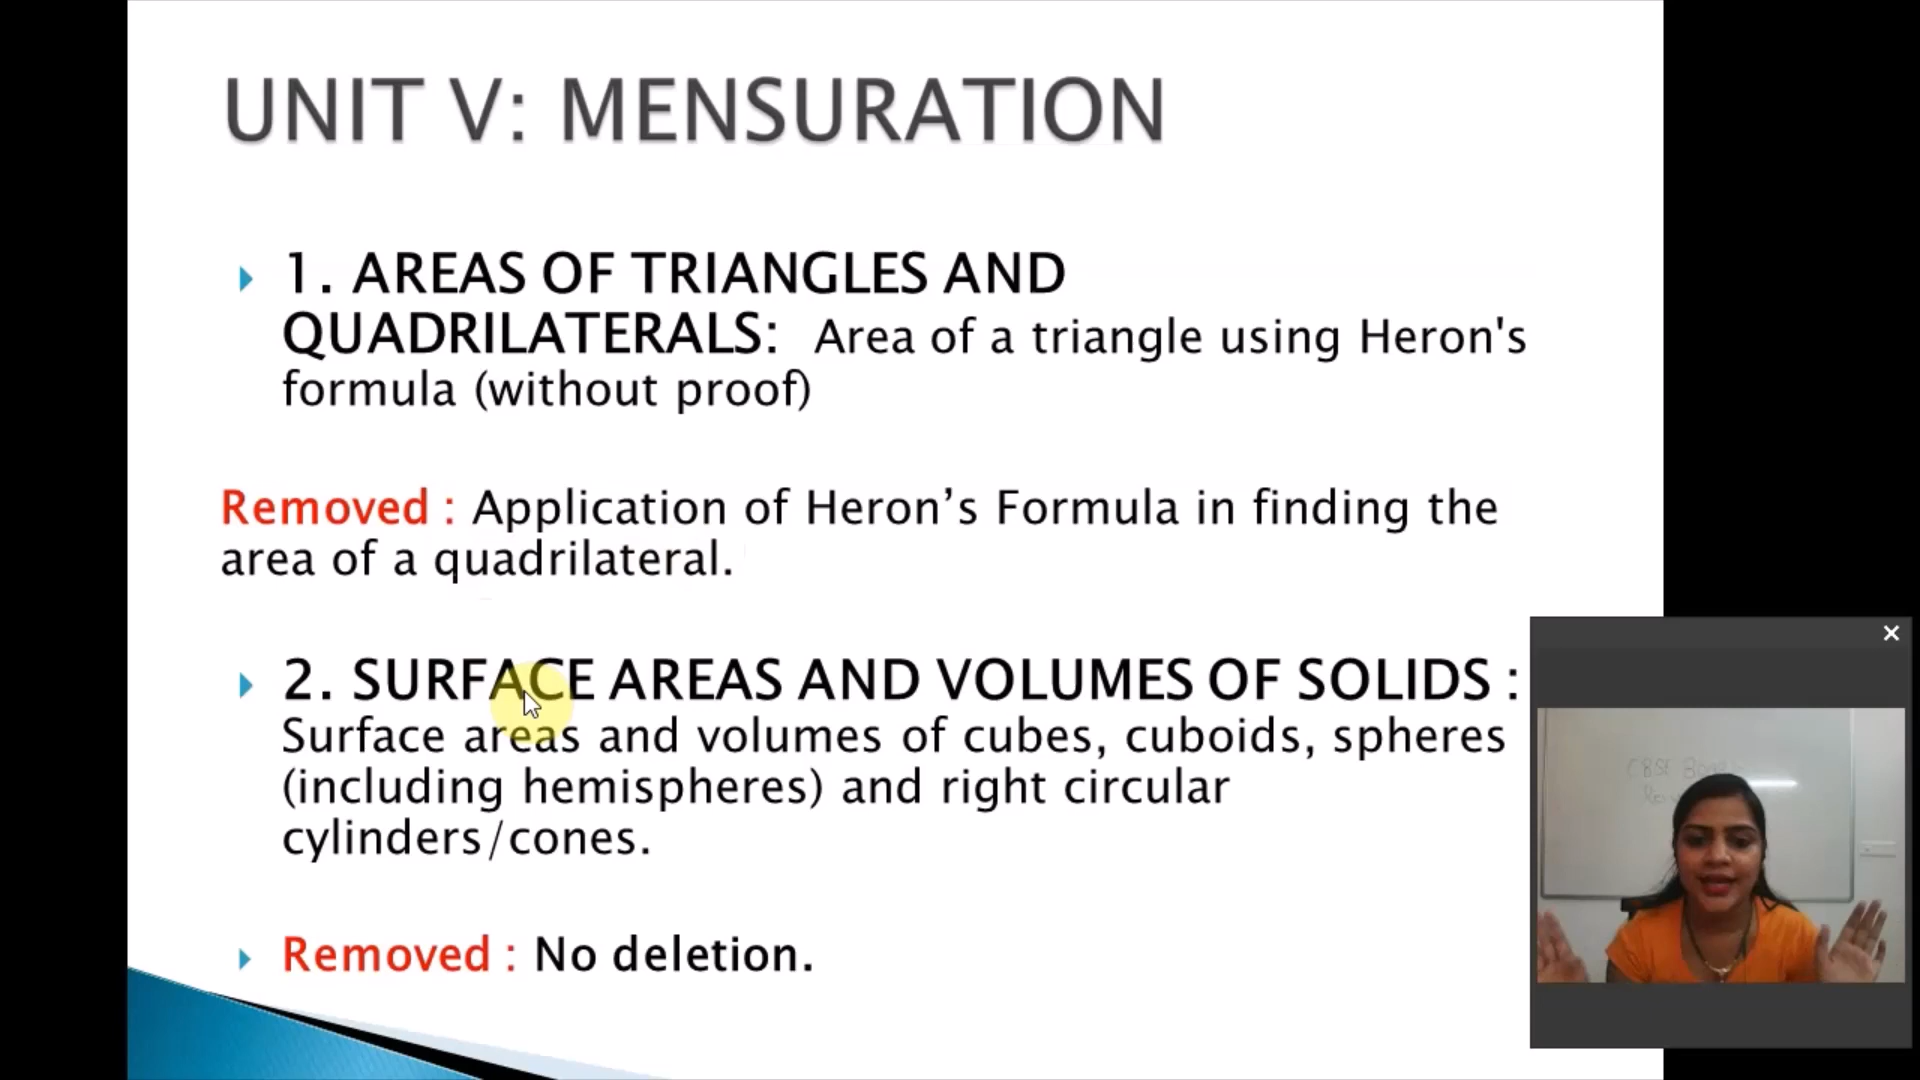 UNIT V: MENSURATION
1. AREAS OF TRIANGLES AND
QUADRILATERALS: Area of a triangle using Heron's
formula (without proof)
Removed : Application of Heron’s Formula in finding the
area of a quadrilateral.
2. SURFACE AREAS AND VOLUMES OF SOLIDS :
Surface areas and volumes of cubes, cuboids, spheres
(including hemispheres) and right circular
cylinders/cones.
Removed : No deletion.
CBSE